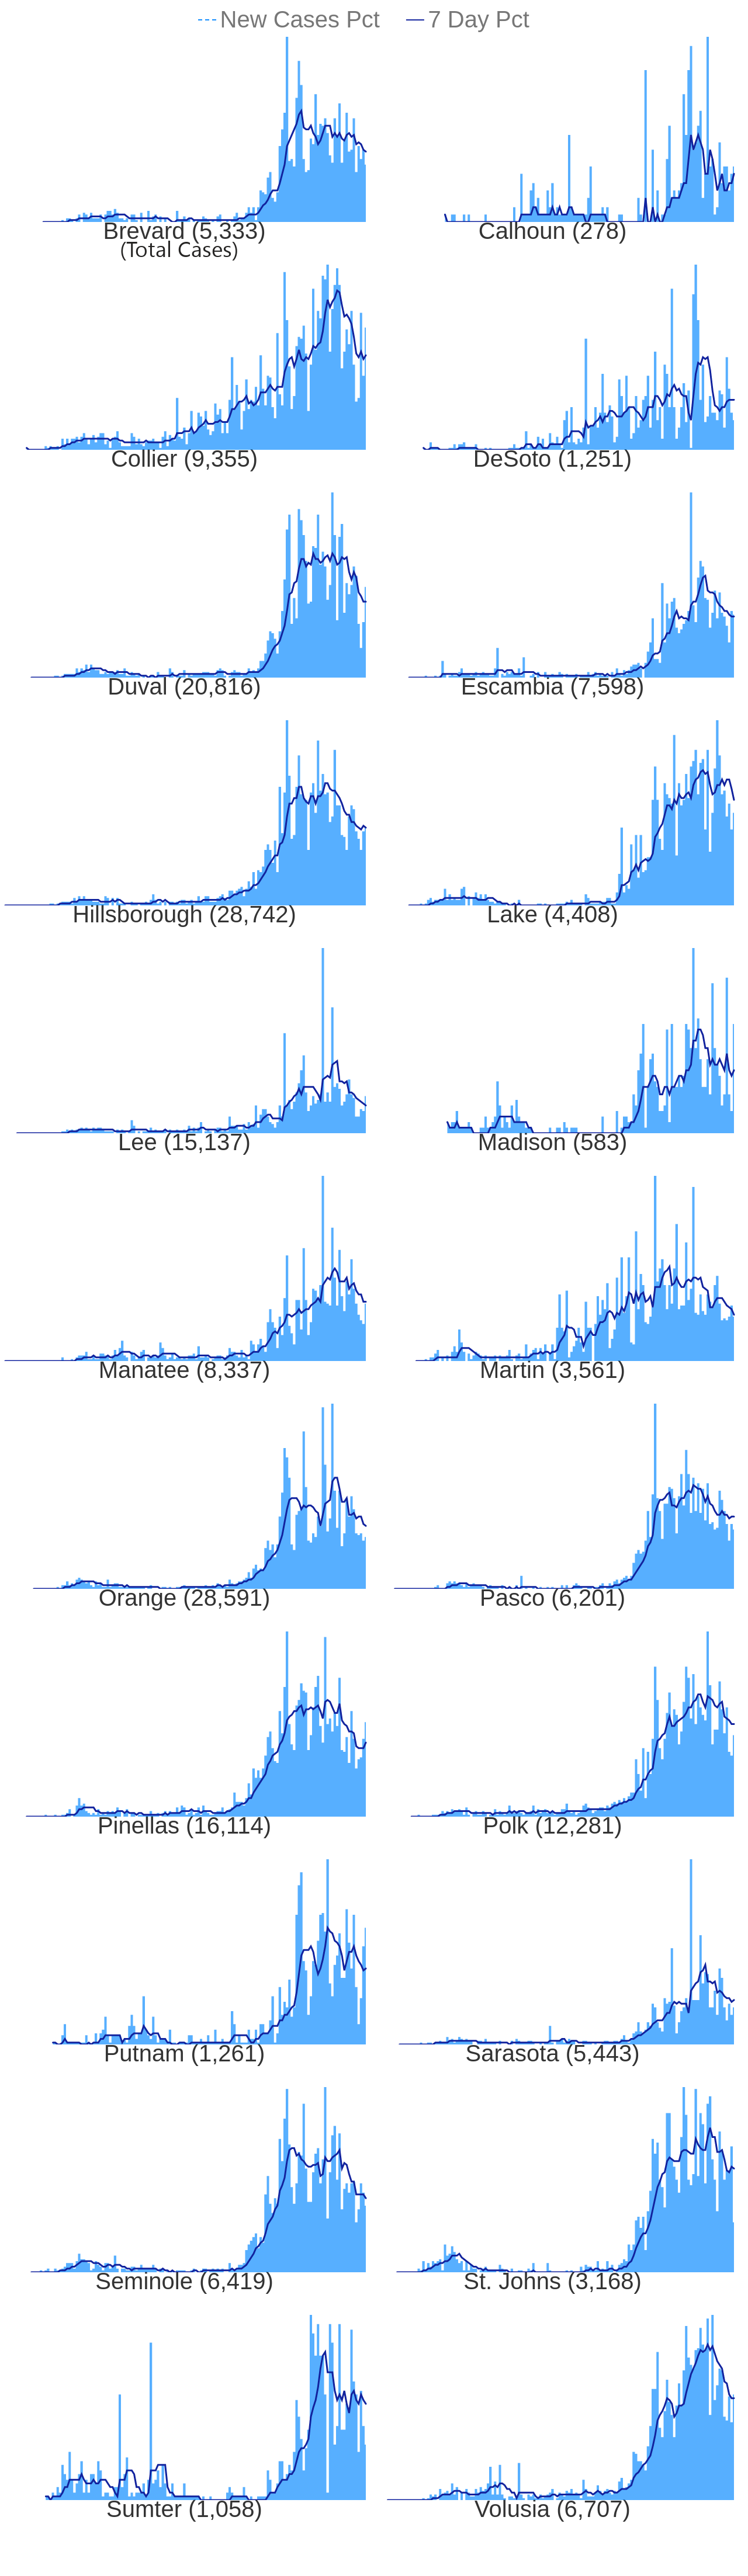 New Cases Pct 7 Day Pct
Brevard (5,333) Calhoun (278)
(Total Cases)
Collier (9,355) DeSoto (1,251)
Duval (20,816) Escambia (7,598)
Hillsborough (28,742) Lake (4,408)
Lee (15,137) Madison (583)
Manatee (8,337) Martin (3,561)
Orange (28,591) Pasco (6,201)
Pinellas (16,114) Polk (12,281)
Putnam (1,261) Sarasota (5,443)
Seminole (6,419) St. Johns (3,168)
Sumter (1,058) Volusia (6,707)